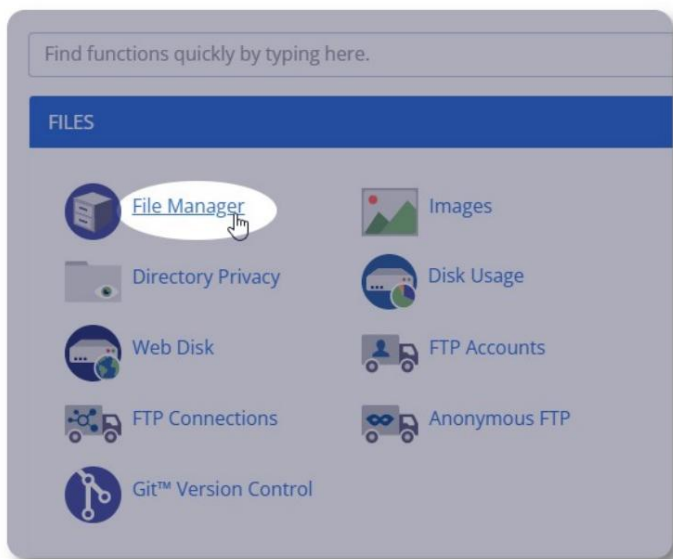 Find functions quickly by typing here.
FILES
File Manager
Images
Directory Privacy
Disk Usage
Web Disk
FTP Accounts
FTP Connections
Anonymous FTP
Git™ Version Control